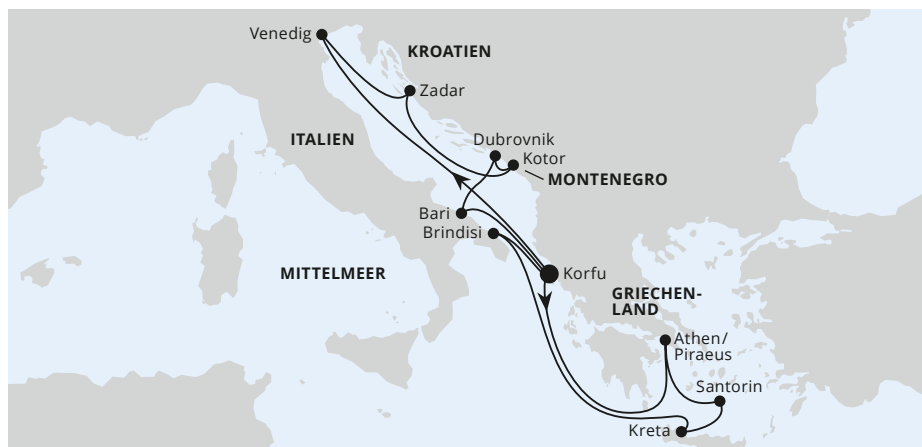 Venedig
KROATIEN
Zadar
ITALIEN
Dubrovnik
Kotor
MONTENEGRO
Bari
Brindisi
MITTELMEER
Korfu
GRIECHEN-
LAND
Athen/
Piraeus
Santorin
Kreta